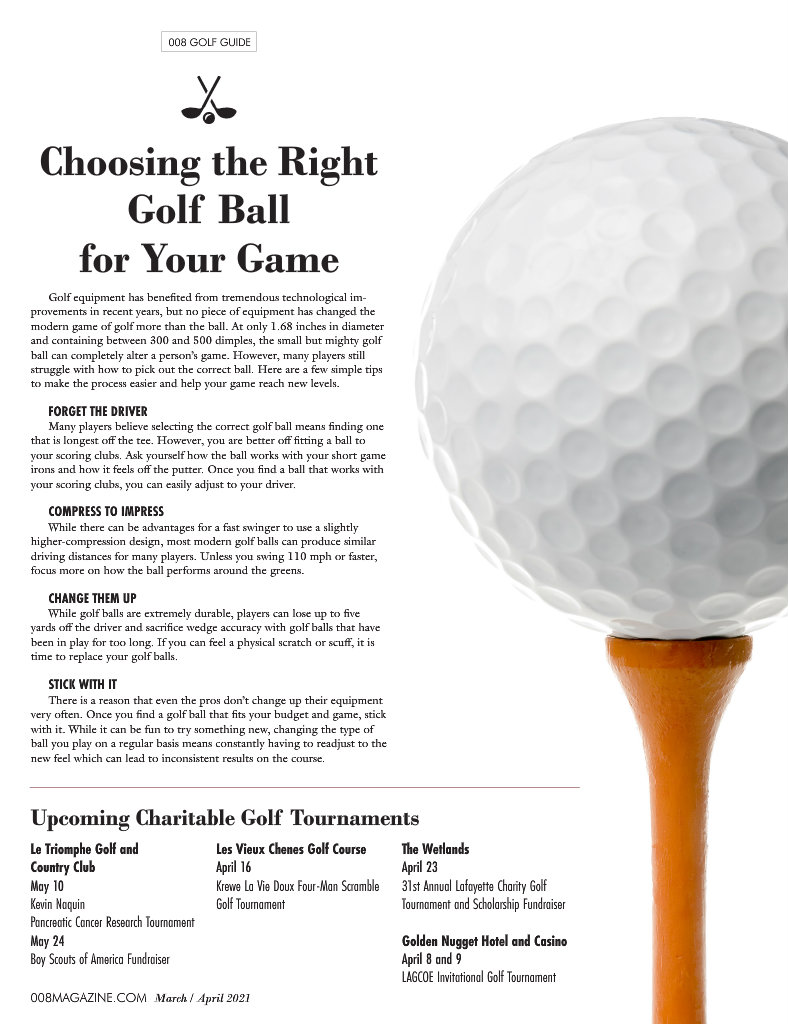 008 GOLF GUIDE
Choosing the Right
Golf Ball
for Your Game
Golf equipment has benefited from tremendous technological im-
provements in recent years, but no piece of equipment has changed the
modern game of golf more than the ball. At only 1.68 inches in diameter
and containing between 300 and 500 dimples, the small but mighty golf
ball can completely alter a person's game. However, many players still
struggle with how to pick out the correct ball. Here are a few simple tips
to make the process easier and help your game reach new levels.
FORGET THE DRIVER
Many players believe selecting the correct golf ball means finding one
that is longest off the tee. However, you are better off fitting a ball to
your scoring clubs. Ask yourself how the ball works with your short game
irons and how it feels off the putter. Once you find a ball that works with
your scoring clubs, you can easily adjust to your driver.
COMPRESS TO IMPRESS
While there can be advantages for a fast swinger to use a slightly
higher-compression design, most modern golf balls can produce similar
driving distances for many players. Unless you swing 110 mph or faster,
focus more on how the ball performs around the greens.
CHANGE THEM UP
While golf balls are extremely durable, players can lose up to five
yards off the driver and sacrifice wedge accuracy with golf balls that have
been in play for too long. If you can feel a physical scratch or scuff, it is
time to replace your golf balls.
STICK WITH IT
There is a reason that even the pros don't change up their equipment
very often. Once you find a golf ball that fits your budget and game, stick
with it. While it can be fun to try something new, changing the type of
ball you play on a regular basis means constantly having to readjust to the
new feel which can lead to inconsistent results on the course.
Upcoming Charitable Golf Tournaments
Le Triomphe Golf and
Country Club
May 10
Kevin Naquin
Pancreatic Cancer Research Tournament
May 24
Boy Scouts of America Fundraiser
Les Vieux Chenes Golf Course
April 16
Krewe La Vie Doux Four-Man Scramble
Golf Tournament
The Wetlands
April 23
31st Annual Lafayette Charity Golf
Tournament and Scholarship Fundraiser
Golden Nugget Hotel and Casino
April 8 and 9
LAGCOE Invitational Golf Tournament
008MAGAZINE.COM March / April 2021